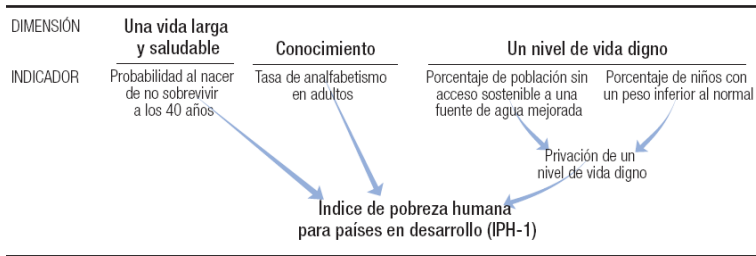 DIMENSIÓN
Una vida larga
y saludable
Conocimiento
Un nivel de vida digno
INDICADOR
Probabilidad al nacer
de no sobrevivir
a los 40 años
Tasa de analfabetismo
en adultos
Porcentaje de población sin
acceso sostenible a una
fuente de agua mejorada
Porcentaje de niños con
un peso inferior al normal
Privación de un
nivel de vida digno
Índice de pobreza humana
para países en desarrollo (IPH-1)